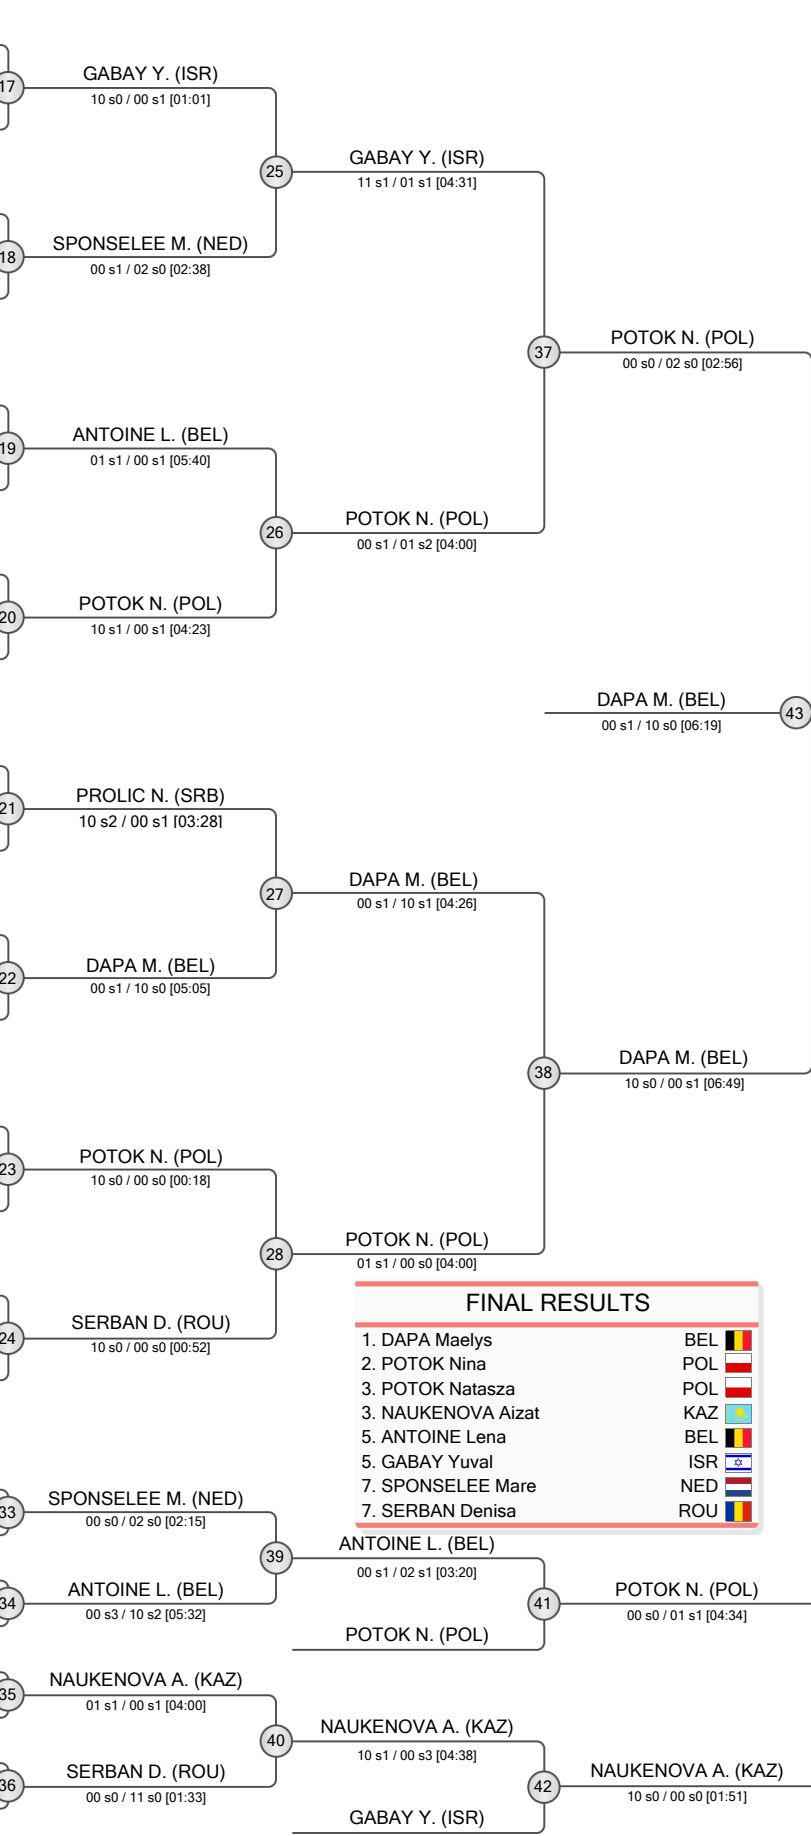 GABAY Y. (ISR)
17
10 s0 / 00 s1 [01:01]
GABAY Y. (ISR)
25
11 s1 / 01 s1 [04:31]
SPONSELEE M. (NED)
18
00 s1 / 02 s0 [02:38]
POTOK N. (POL)
37
00 s0 / 02 s0 [02:56]
ANTOINE L. (BEL)
19
01 s1 / 00 s1 [05:40]
POTOK N. (POL)
26
00 s1 / 01 s2 [04:00]
POTOK N. (POL)
20
10 s1 / 00 s1 [04:23]
DAPA M. (BEL)
43
00 s1 / 10 s0 [06:19]
PROLIC N. (SRB)
21
10 s2 / 00 s1 [03:28]
DAPA M. (BEL)
27
00 s1 / 10 s1 [04:26]
DAPA M. (BEL)
22
00 s1 / 10 s0 [05:05]
DAPA M. (BEL)
38
10 s0 / 00 s1 [06:49]
POTOK N. (POL)
23
10 s0 / 00 s0 [00:18]
POTOK N. (POL)
28
01 s1 / 00 s0 [04:00]
SERBAN D. (ROU)
24
10 s0 / 00 s0 [00:52]
FINAL RESULTS
1. DAPA Maelys BEL
2. POTOK Nina POL
3. POTOK Natasza POL
3. NAUKENOVA Aizat KAZ
5. ANTOINE Lena BEL
5. GABAY Yuval ISR
7. SPONSELEE Mare NED
7. SERBAN Denisa ROU
SPONSELEE M. (NED)
33
00 s0 / 02 s0 [02:15]
ANTOINE L. (BEL)
39
00 s1 / 02 s1 [03:20]
ANTOINE L. (BEL)
34
00 s3 / 10 s2 [05:32]
POTOK N. (POL)
41
00 s0 / 01 s1 [04:34]
POTOK N. (POL)
NAUKENOVA A. (KAZ)
35
01 s1 / 00 s1 [04:00]
NAUKENOVA A. (KAZ)
40
10 s1 / 00 s3 [04:38]
SERBAN D. (ROU)
36
00 s0 / 11 s0 [01:33]
NAUKENOVA A. (KAZ)
42
10 s0 / 00 s0 [01:51]
GABAY Y. (ISR)